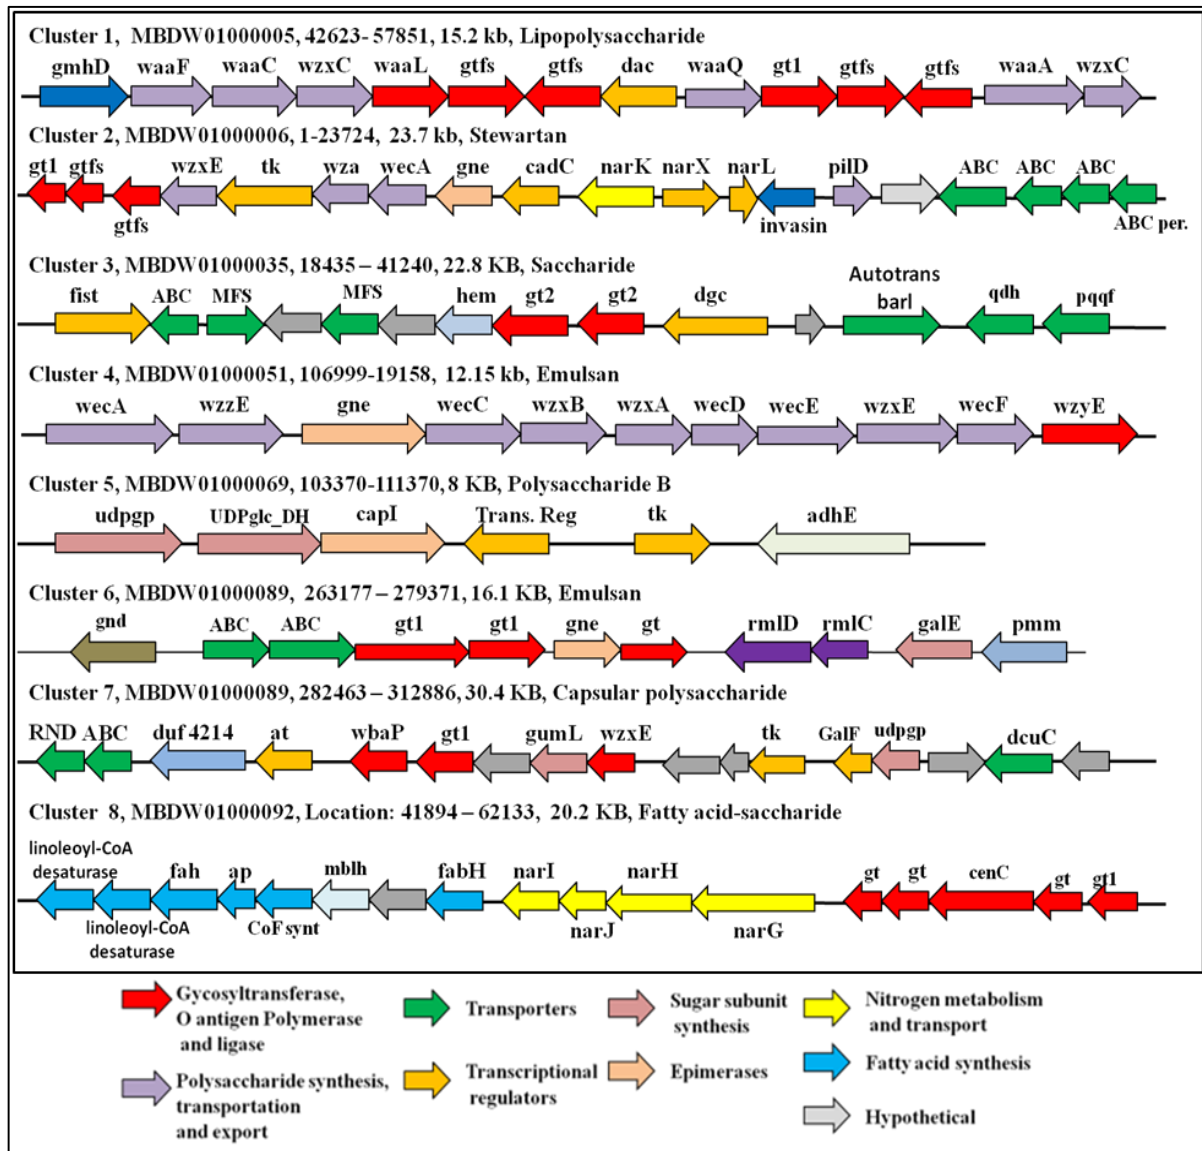 Cluster 1, MBDW01000005, 42623- 57851, 15.2 kb, Lipopolysaccharide
gmhD waaF waaC wzxC waaL gtfs gtfs dac waaQ gt1 gtfs gtfs waaA wzxC
Cluster 2, MBDW01000006, 1-23724, 23.7 kb, Stewartan
gt1 gtfs wzxE tk wza wecA gne cadC narK narX narL pilD ABC ABC ABC
gtfs invasin ABC per.
Cluster 3, MBDW01000035, 18435 – 41240, 22.8 KB, Saccharide
fist ABC MFS MFS hem gt2 gt2 dgc Autotrans barI qdh pqqf
Cluster 4, MBDW01000051, 106999-19158, 12.15 kb, Emulsan
wecA wzzE gne wecC wzxB wzxA wecD wecE wzxE wecF wzyE
Cluster 5, MBDW01000069, 103370-111370, 8 KB, Polysaccharide B
udpgp UDPglc_DH capI Trans. Reg tk adhE
Cluster 6, MBDW01000089, 263177 – 279371, 16.1 KB, Emulsan
gnd ABC ABC gt1 gt1 gne gt rmlD rmlC galE pmm
Cluster 7, MBDW01000089, 282463 – 312886, 30.4 KB, Capsular polysaccharide
RND ABC duf 4214 at wbaP gt1 gumL wzxE tk GalF udpgp dcuC
Cluster 8, MBDW01000092, Location: 41894 – 62133, 20.2 KB, Fatty acid-saccharide
linoleoyl-CoA
desaturase fah ap mblh fabH narI narH gt gt cenC gt gt1
linoleoyl-CoA CoF synt narJ narG
desaturase
Gycosyltransferase,
O antigen Polymerase
and ligase
Transporters
Sugar subunit
synthesis
Nitrogen metabolism
and transport
Polysaccharide synthesis,
transportation
and export
Transcriptional
regulators
Epimerases
Fatty acid synthesis
Hypothetical